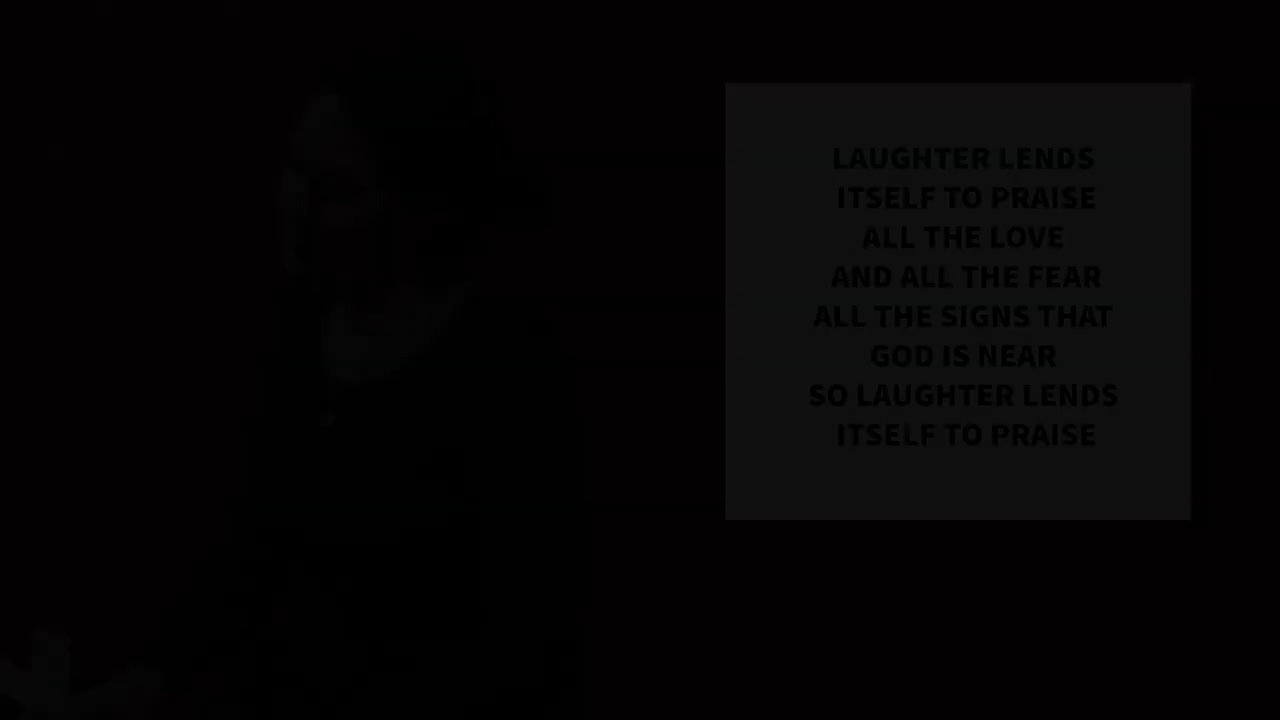 LAUGHTER LENDS
ITSELF TO PRAISE
ALL THE LOVE
AND ALL THE FEAR
ALL THE SIGNS THAT
GOD IS NEAR
SO LAUGHTER LENDS
ITSELF TO PRAISE